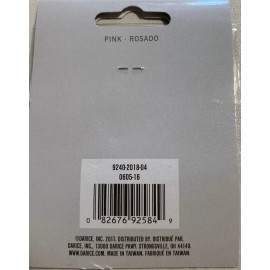 PINK - ROSADO
9240-2018-04
0605-16
0 82676 92584 9
©DARICE, INC. 2017. DISTRIBUTED BY. DISTRIBUÉ PAR.
DARICE, INC., 13000 DARICE PKWY, STRONGSVILLE, OH 44149.
WWW.DARICE.COM. MADE IN TAIWAN. FABRIQUÉ EN TAIWAN.